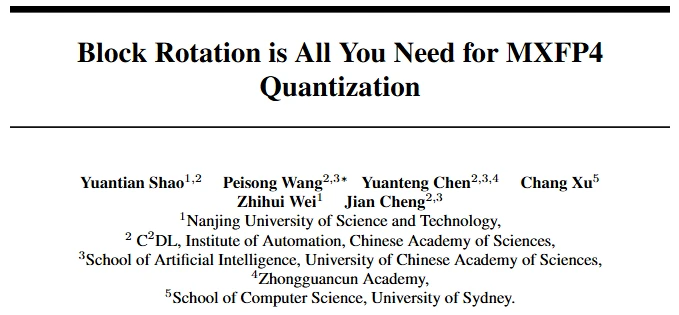 Block Rotation is All You Need for MXFP4
Quantization
Yuantian Shao1,2 Peisong Wang2,3* Yuanteng Chen2,3,4 Chang Xu5
Zhihui Wei1 Jian Cheng2,3
1Nanjing University of Science and Technology,
2 C2DL, Institute of Automation, Chinese Academy of Sciences,
3School of Artificial Intelligence, University of Chinese Academy of Sciences,
4Zhongguancun Academy,
5School of Computer Science, University of Sydney.